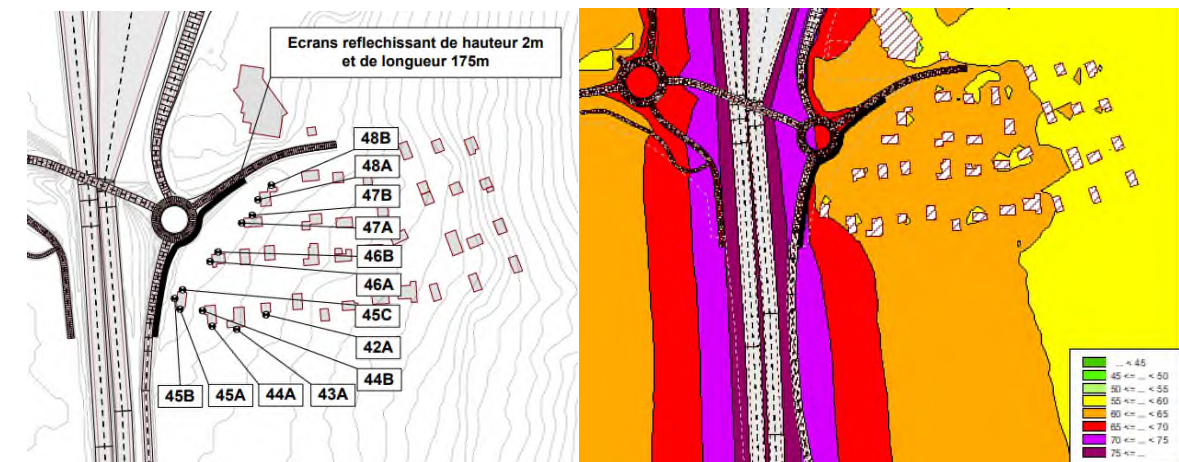 Ecrans reflechissant de hauteur 2m
et de longueur 175m
48B
48A
47B
47A
46B
46A
45C
42A
44B
45B
45A
44A
43A
... < 45
45 <= ... < 50
50 <= ... < 55
55 <= ... < 60
60 <= ... < 65
65 <= ... < 70
70 <= ... < 75
75 <= ...